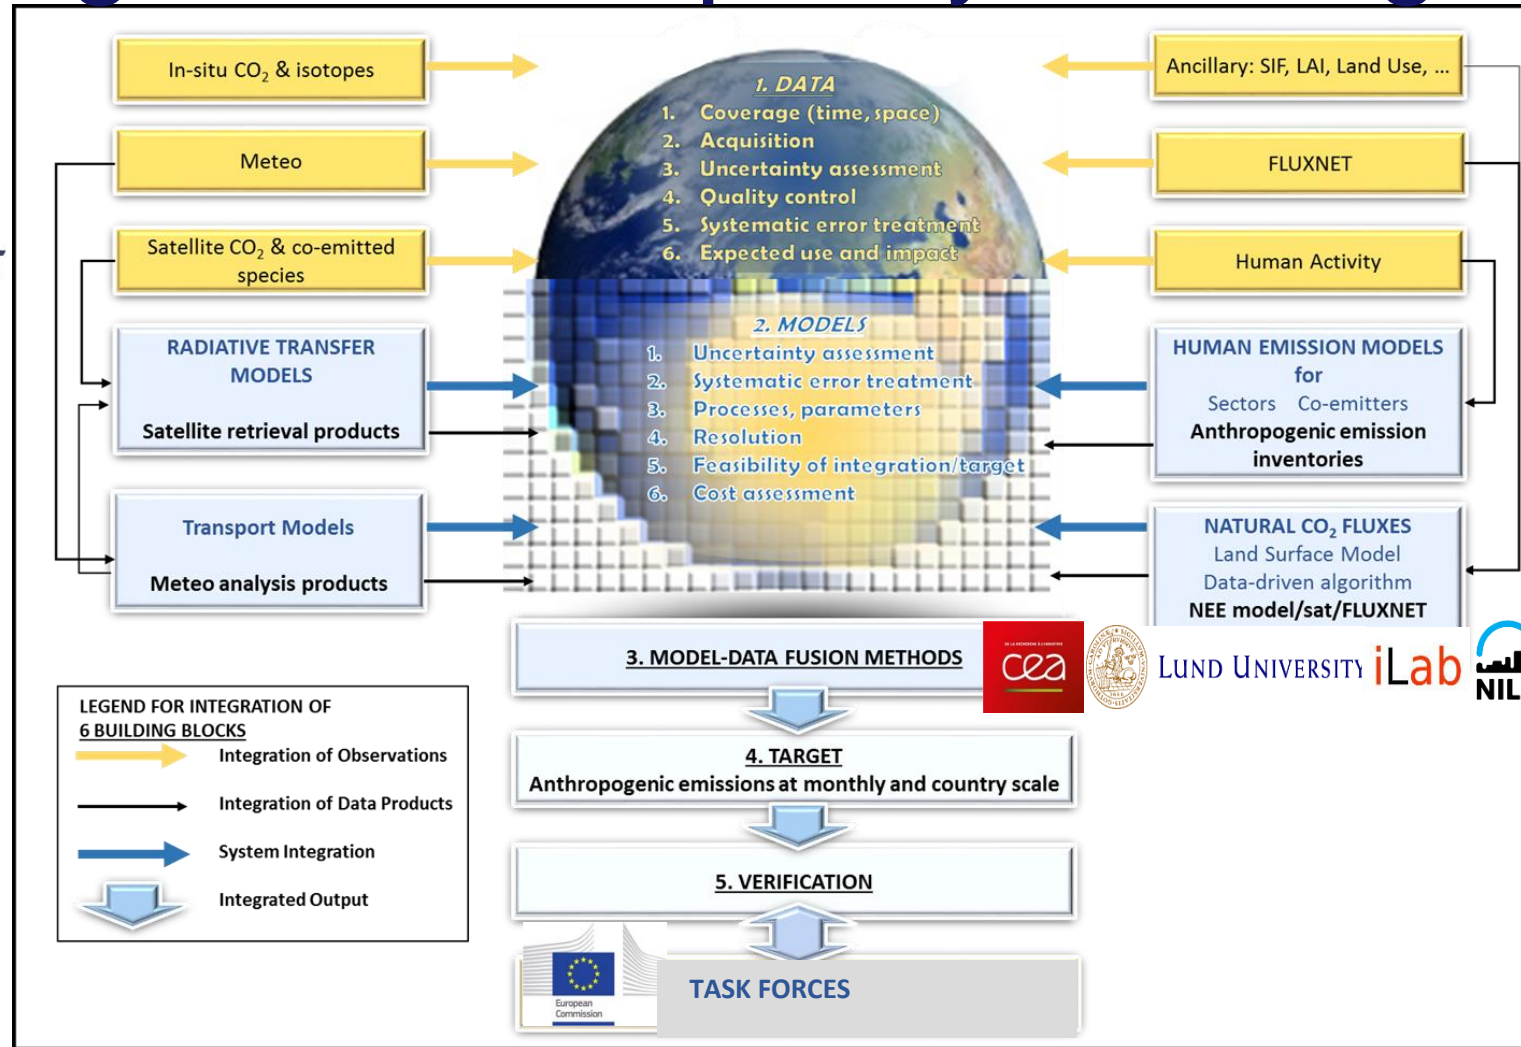 In-situ CO₂ & isotopes
Meteo
Satellite CO₂ & co-emitted
species
RADIATIVE TRANSFER
MODELS
Satellite retrieval products
Transport Models
Meteo analysis products
1. DATA
1. Coverage (time, space)
2. Acquisition
3. Uncertainty assessment
4. Quality control
5. Systematic error treatment
6. Expected use and impact
2. MODELS
1. Uncertainty assessment
2. Systematic error treatment
3. Processes, parameters
4. Resolution
5. Feasibility of integration/target
6. Cost assessment
Ancillary: SIF, LAI, Land Use, ...
FLUXNET
Human Activity
HUMAN EMISSION MODELS
for
Sectors Co-emitters
Anthropogenic emission
inventories
NATURAL CO₂ FLUXES
Land Surface Model
Data-driven algorithm
NEE model/sat/FLUXNET
3. MODEL-DATA FUSION METHODS
DE LA RECHERCHE À L'INDUSTRIE
cea
LUND UNIVERSITY
iLab
NIL
4. TARGET
Anthropogenic emissions at monthly and country scale
5. VERIFICATION
European
Commission
TASK FORCES
LEGEND FOR INTEGRATION OF
6 BUILDING BLOCKS
Integration of Observations
Integration of Data Products
System Integration
Integrated Output